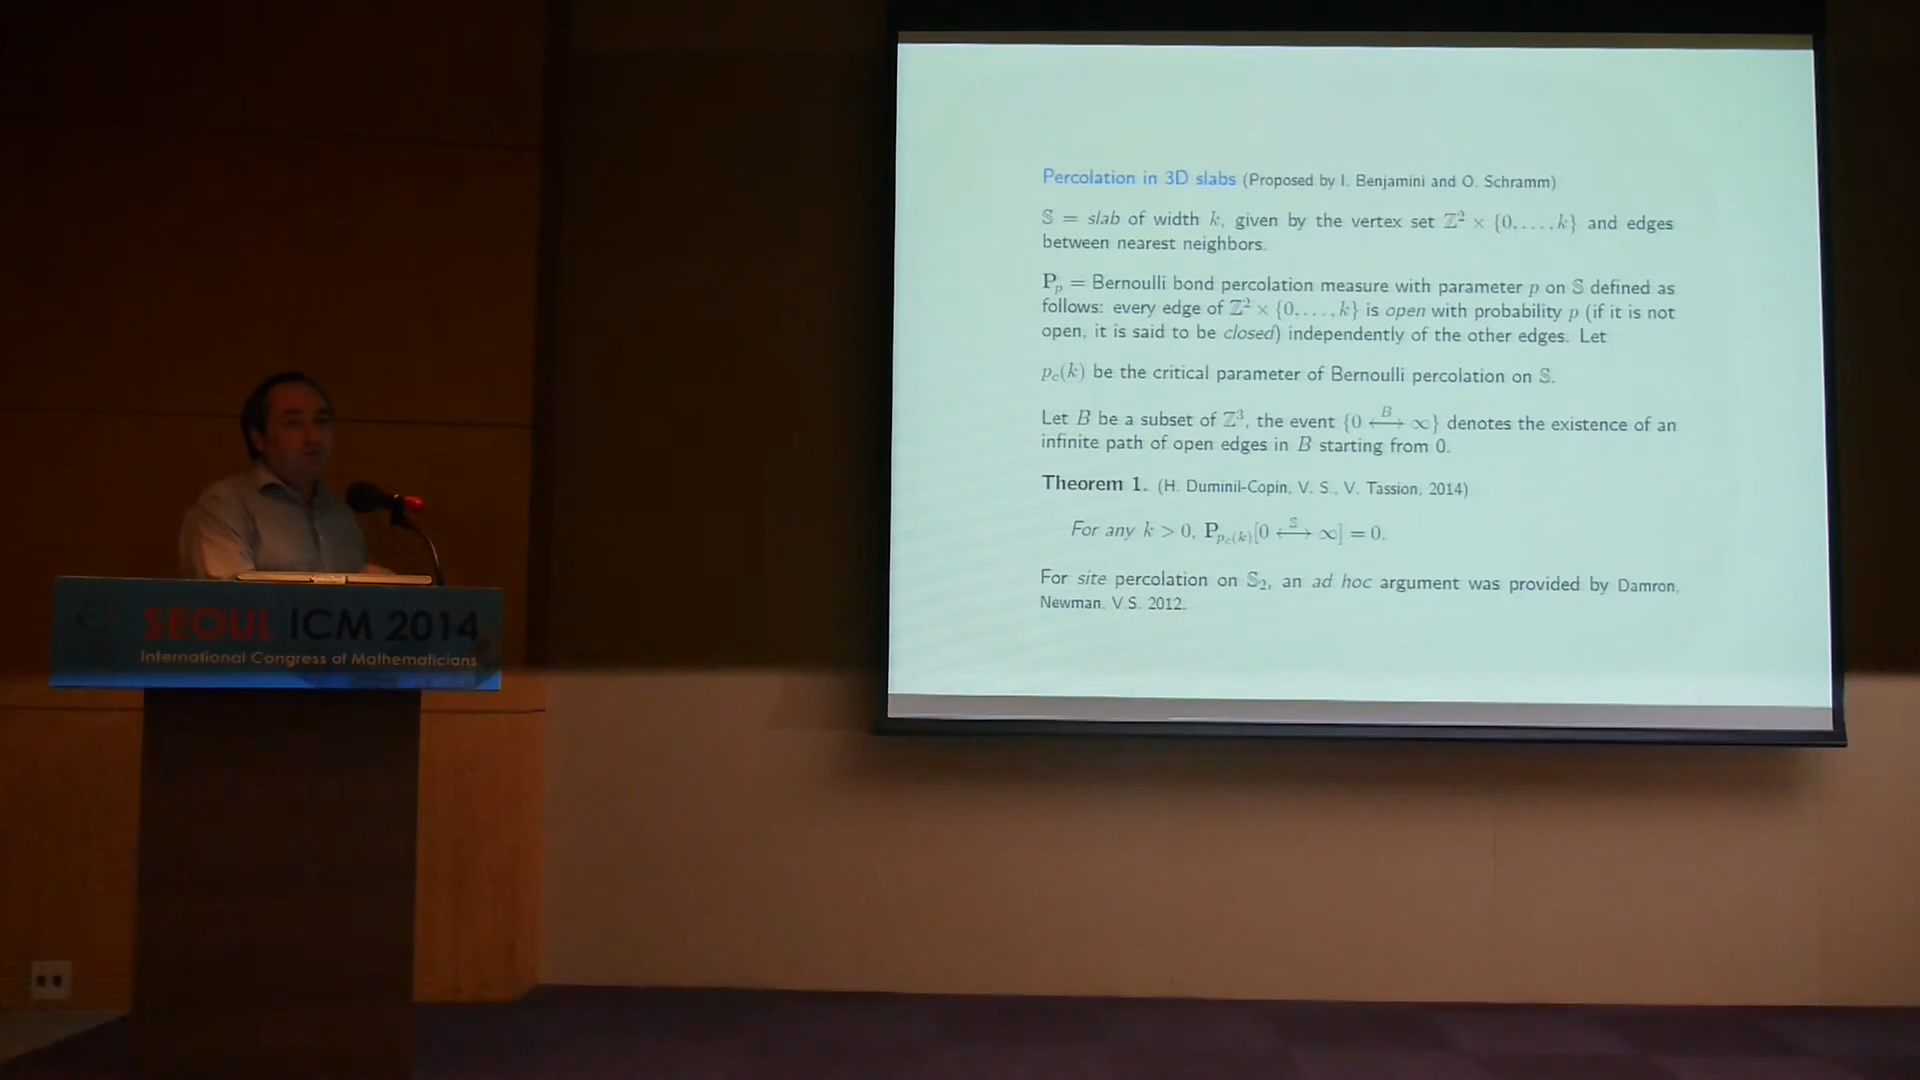 Percolation in 3D slabs (Proposed by I. Benjamini and O. Schramm)
𝕊 = slab of width k, given by the vertex set ℤ² × {0, . . . , k} and edges
between nearest neighbors.
Pₚ = Bernoulli bond percolation measure with parameter p on 𝕊 defined as
follows: every edge of ℤ² × {0, . . . , k} is open with probability p (if it is not
open, it is said to be closed) independently of the other edges. Let
p_c(k) be the critical parameter of Bernoulli percolation on 𝕊.
Let B be a subset of ℤ³, the event {0 ⟷^B ∞} denotes the existence of an
infinite path of open edges in B starting from 0.
Theorem 1. (H. Duminil-Copin, V. S., V. Tassion, 2014)
For any k > 0, P_{p_c(k)}[0 ⟷^𝕊 ∞] = 0.
For site percolation on 𝕊₂, an ad hoc argument was provided by Damron,
Newman, V.S. 2012.
SEOUL ICM 2014
International Congress of Mathematicians